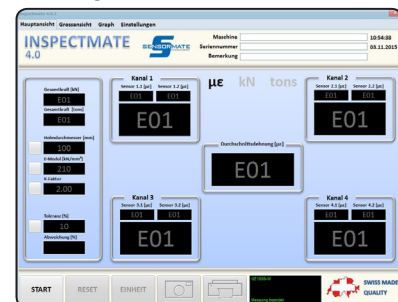 Hauptansicht Grossansicht Graph Einstellungen
INSPECTMATE
4.0
SENSORMATE
Maschine
Seriennummer
Bemerkung
10:54:38
03.11.2015
Gesamtkraft [kN]
E01
Gesamtkraft [tons]
E01
Holmdurchmesser [mm]
100
E-Modul [kN/mm²]
210
K-Faktor
2.00
Toleranz [%]
10
Abweichung [%]
Kanal 1
Sensor 1.1 [µε] Sensor 1.2 [µε]
E01 E01
E01
µε kN tons
Kanal 2
Sensor 2.1 [µε] Sensor 2.2 [µε]
E01 E01
E01
Durchschnittsdehnung [µε]
E01
Kanal 3
Sensor 3.1 [µε] Sensor 3.2 [µε]
E01 E01
E01
Kanal 4
Sensor 4.1 [µε] Sensor 4.2 [µε]
E01 E01
E01
START RESET EINHEIT
SWISS MADE
QUALITY